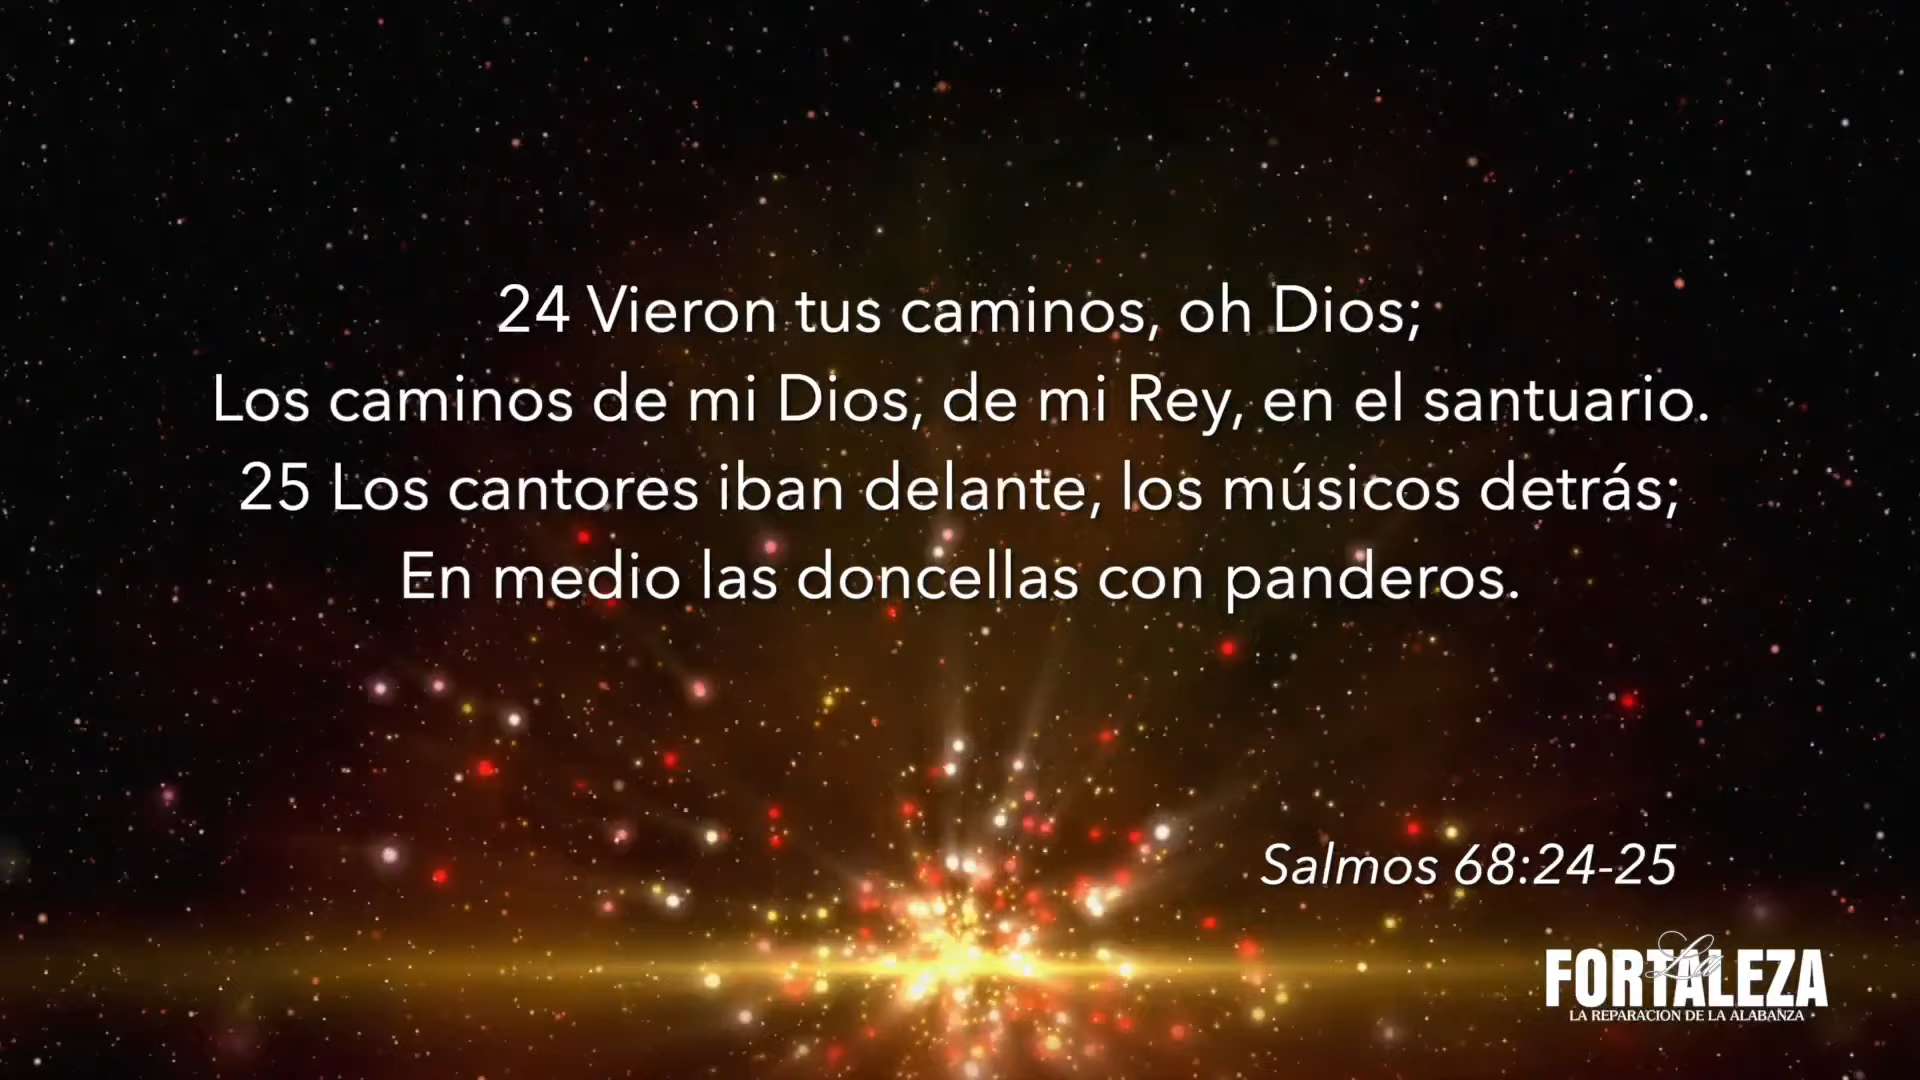 24 Vieron tus caminos, oh Dios;
Los caminos de mi Dios, de mi Rey, en el santuario.
25 Los cantores iban delante, los músicos detrás;
En medio las doncellas con panderos.
Salmos 68:24-25
La
FORTALEZA
LA REPARACION DE LA ALABANZA